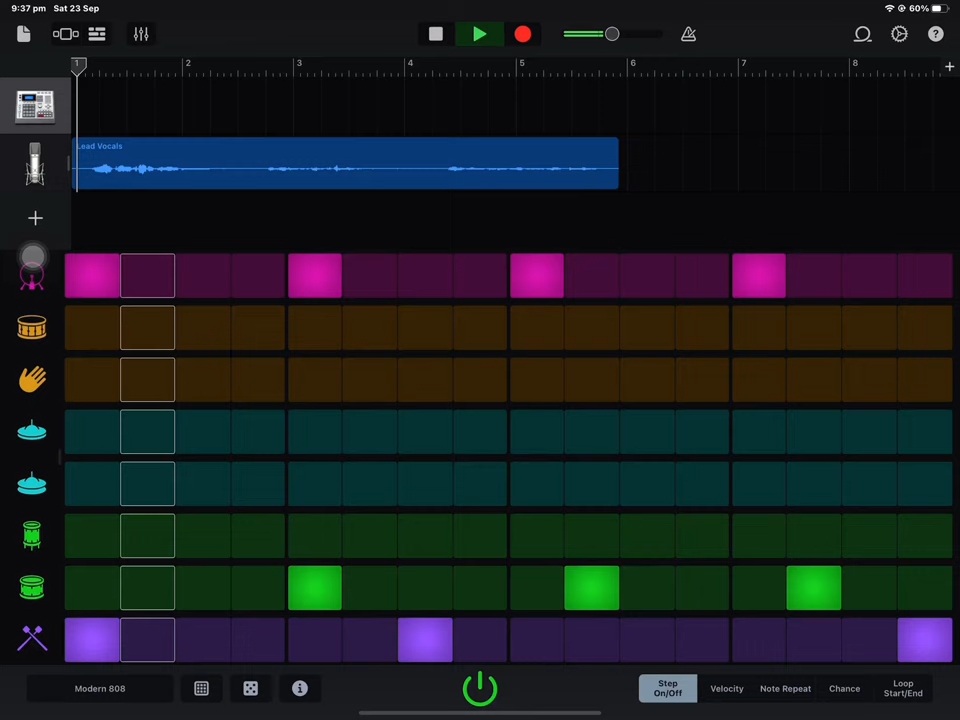 9:37 pm Sat 23 Sep
60%
1 2 3 4 5 6 7 8
Lead Vocals
Modern 808
Step On/Off
Velocity
Note Repeat
Chance
Loop Start/End